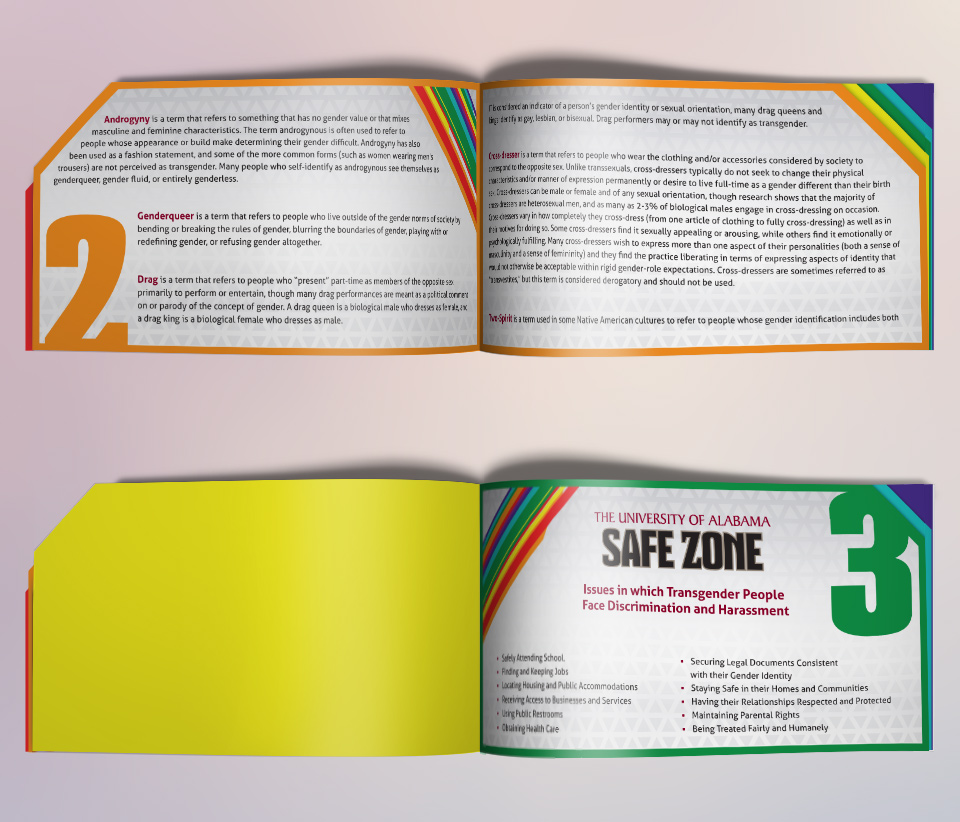 Androgyny is a term that refers to something that has no gender value or that mixes
masculine and feminine characteristics. The term androgynous is often used to refer to
people whose appearance or build make determining their gender difficult. Androgyny has also
been used as a fashion statement, and some of the more common forms (such as women wearing men's
trousers) are not perceived as transgender. Many people who self-identify as androgynous see themselves as
genderqueer, gender fluid, or entirely genderless.
2
Genderqueer is a term that refers to people who live outside of the gender norms of society by
bending or breaking the rules of gender, blurring the boundaries of gender, playing with or
redefining gender, or refusing gender altogether.
Drag is a term that refers to people who "present" part-time as members of the opposite sex
primarily to perform or entertain, though many drag performances are meant as a political comment
on or parody of the concept of gender. A drag queen is a biological male who dresses as female, and
a drag king is a biological female who dresses as male.
is considered an indicator of a person's gender identity or sexual orientation, many drag queens and
kings identify as gay, lesbian, or bisexual. Drag performers may or may not identify as transgender.
Cross-dresser is a term that refers to people who wear the clothing and/or accessories considered by society to
correspond to the opposite sex. Unlike transsexuals, cross-dressers typically do not seek to change their physical
characteristics and/or manner of expression permanently or desire to live full-time as a gender different than their birth
sex. Cross-dressers can be male or female and of any sexual orientation, though research shows that the majority of
cross-dressers are heterosexual men, and as many as 2-3% of biological males engage in cross-dressing on occasion.
Cross-dressers vary in how completely they cross-dress (from one article of clothing to fully cross-dressing) as well as in
their motives for doing so. Some cross-dressers find it sexually appealing or arousing, while others find it emotionally or
psychologically fulfilling. Many cross-dressers wish to express more than one aspect of their personalities (both a sense of
masculinity and a sense of femininity) and they find the practice liberating in terms of expressing aspects of identity that
would not otherwise be acceptable within rigid gender-role expectations. Cross-dressers are sometimes referred to as
"transvestites," but this term is considered derogatory and should not be used.
Two-Spirit is a term used in some Native American cultures to refer to people whose gender identification includes both
THE UNIVERSITY OF ALABAMA
SAFE ZONE
3
Issues in which Transgender People
Face Discrimination and Harassment
• Safely Attending School,
• Finding and Keeping Jobs
• Locating Housing and Public Accommodations
• Receiving Access to Businesses and Services
• Using Public Restrooms
• Obtaining Health Care
• Securing Legal Documents Consistent
with their Gender Identity
• Staying Safe in their Homes and Communities
• Having their Relationships Respected and Protected
• Maintaining Parental Rights
• Being Treated Fairly and Humanely